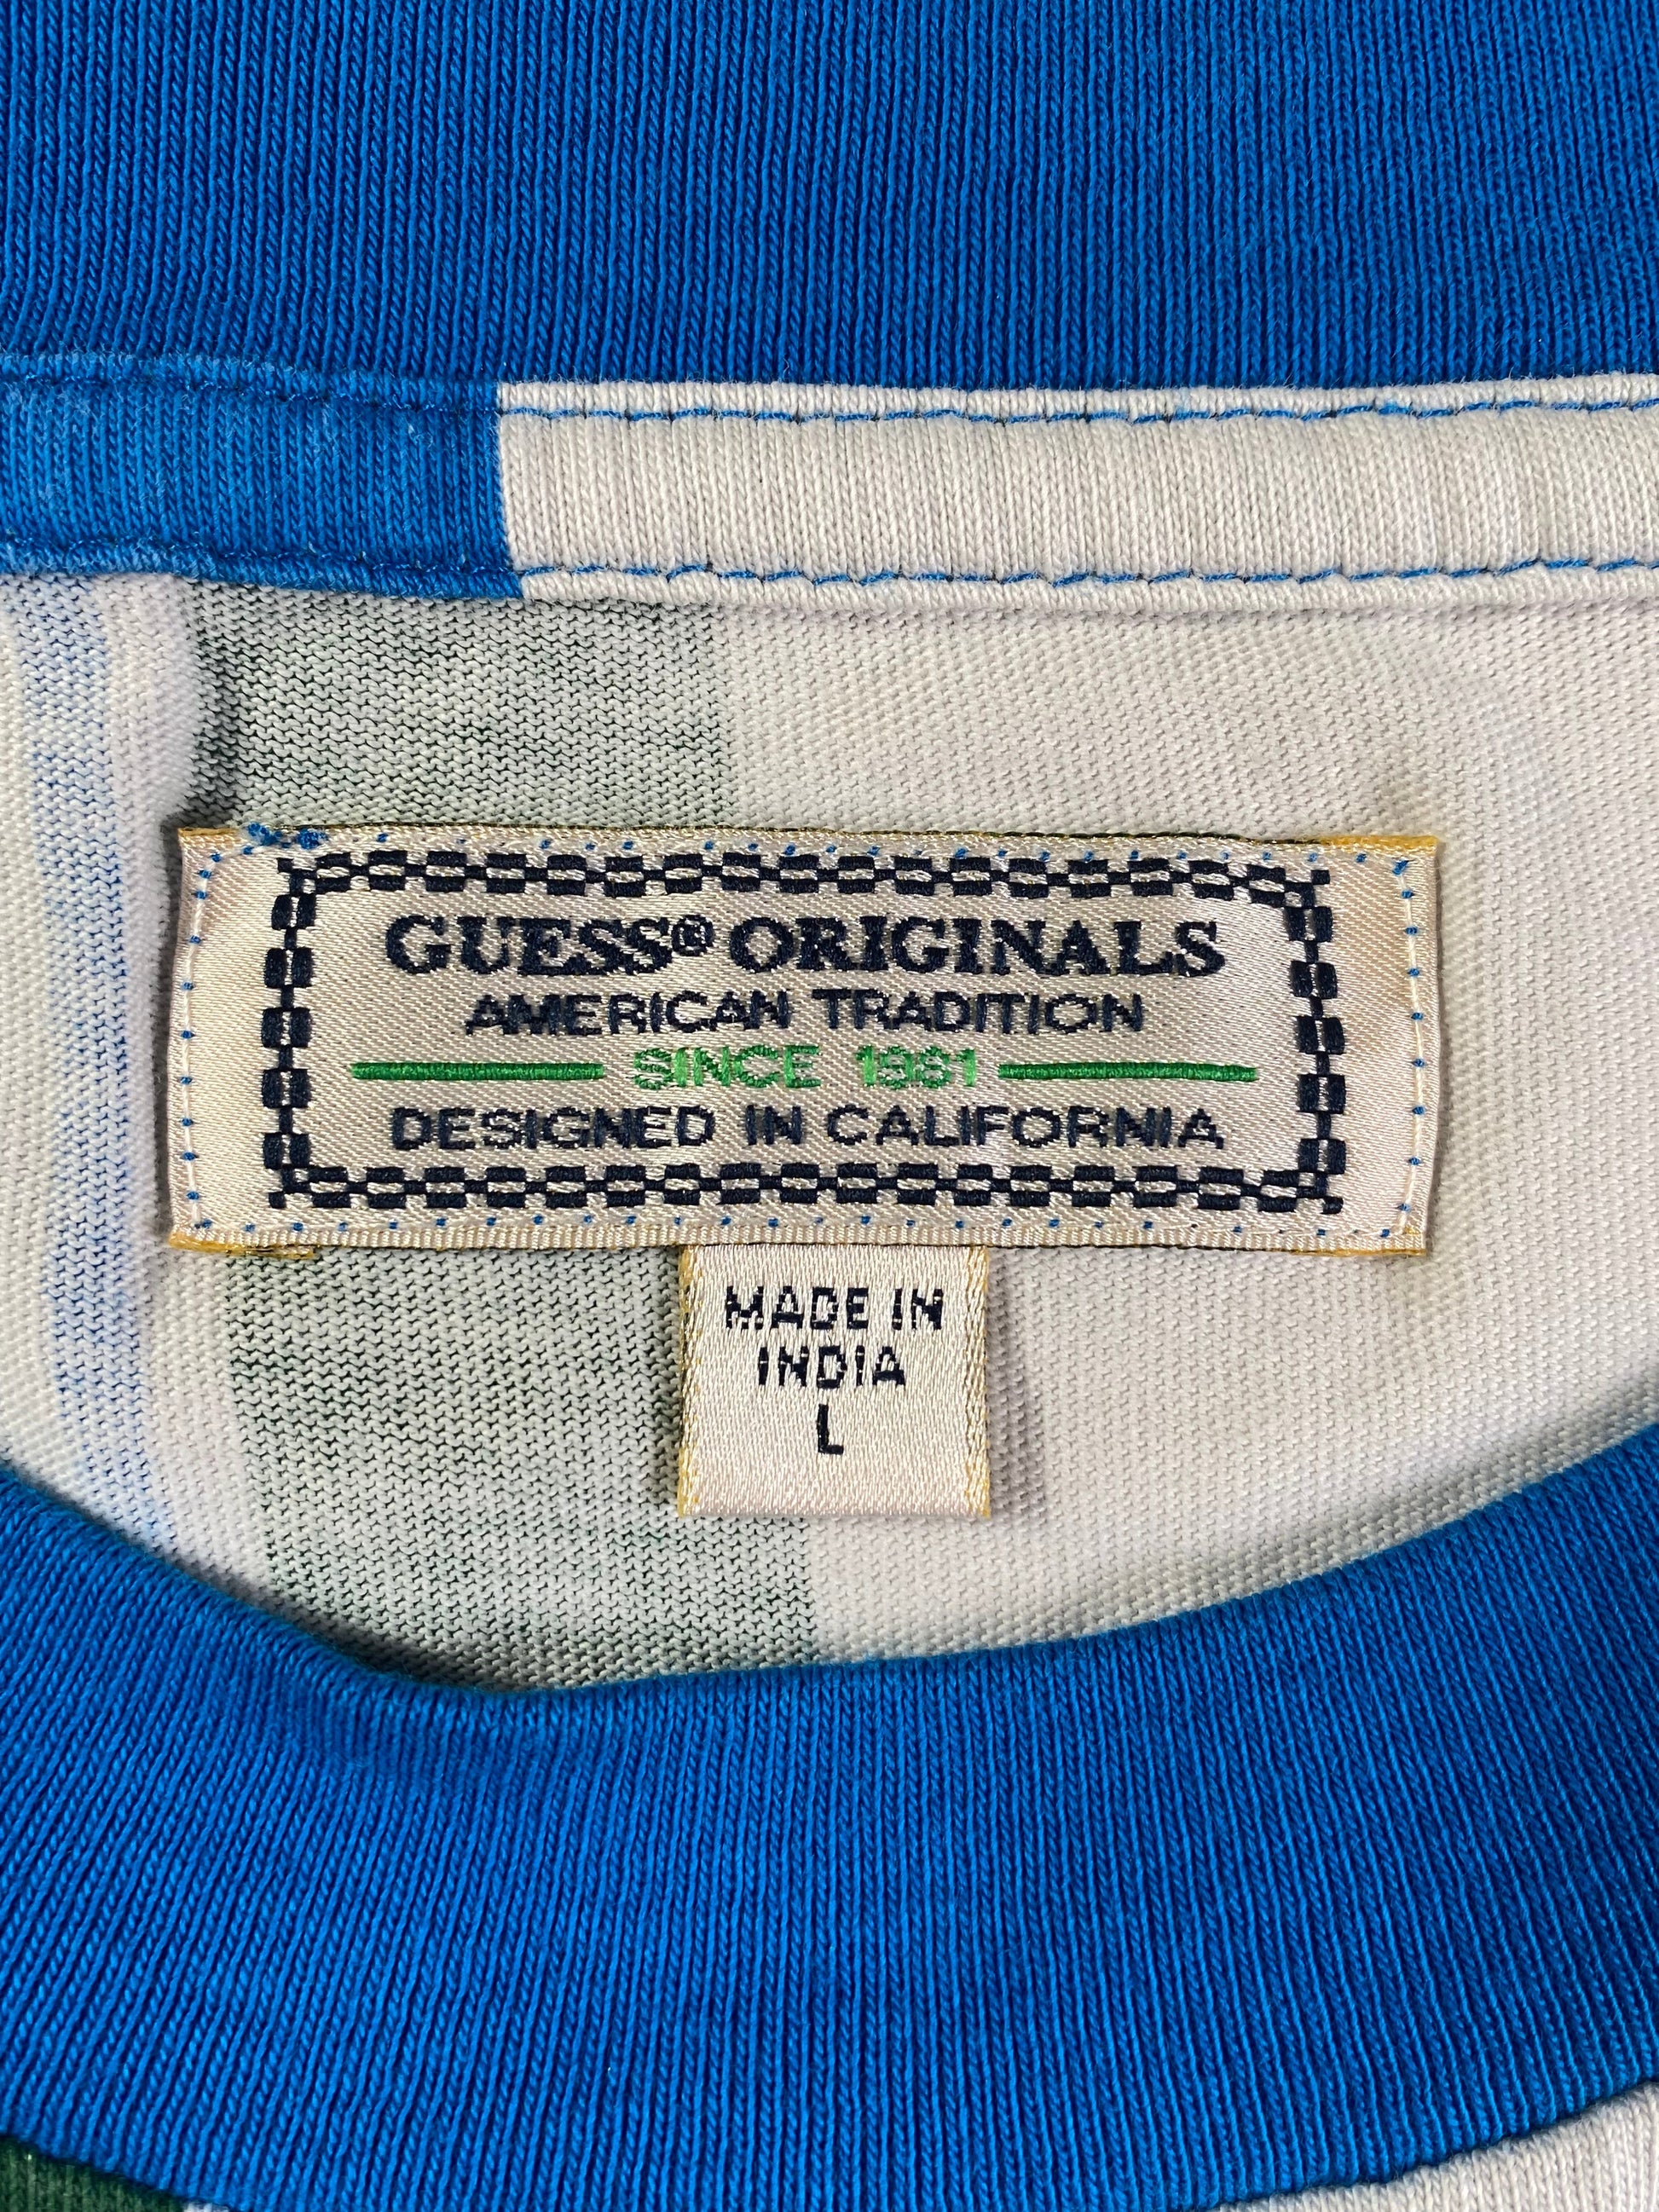 GUESS® ORIGINALS
AMERICAN TRADITION
SINCE 1981
DESIGNED IN CALIFORNIA
MADE IN
INDIA
L